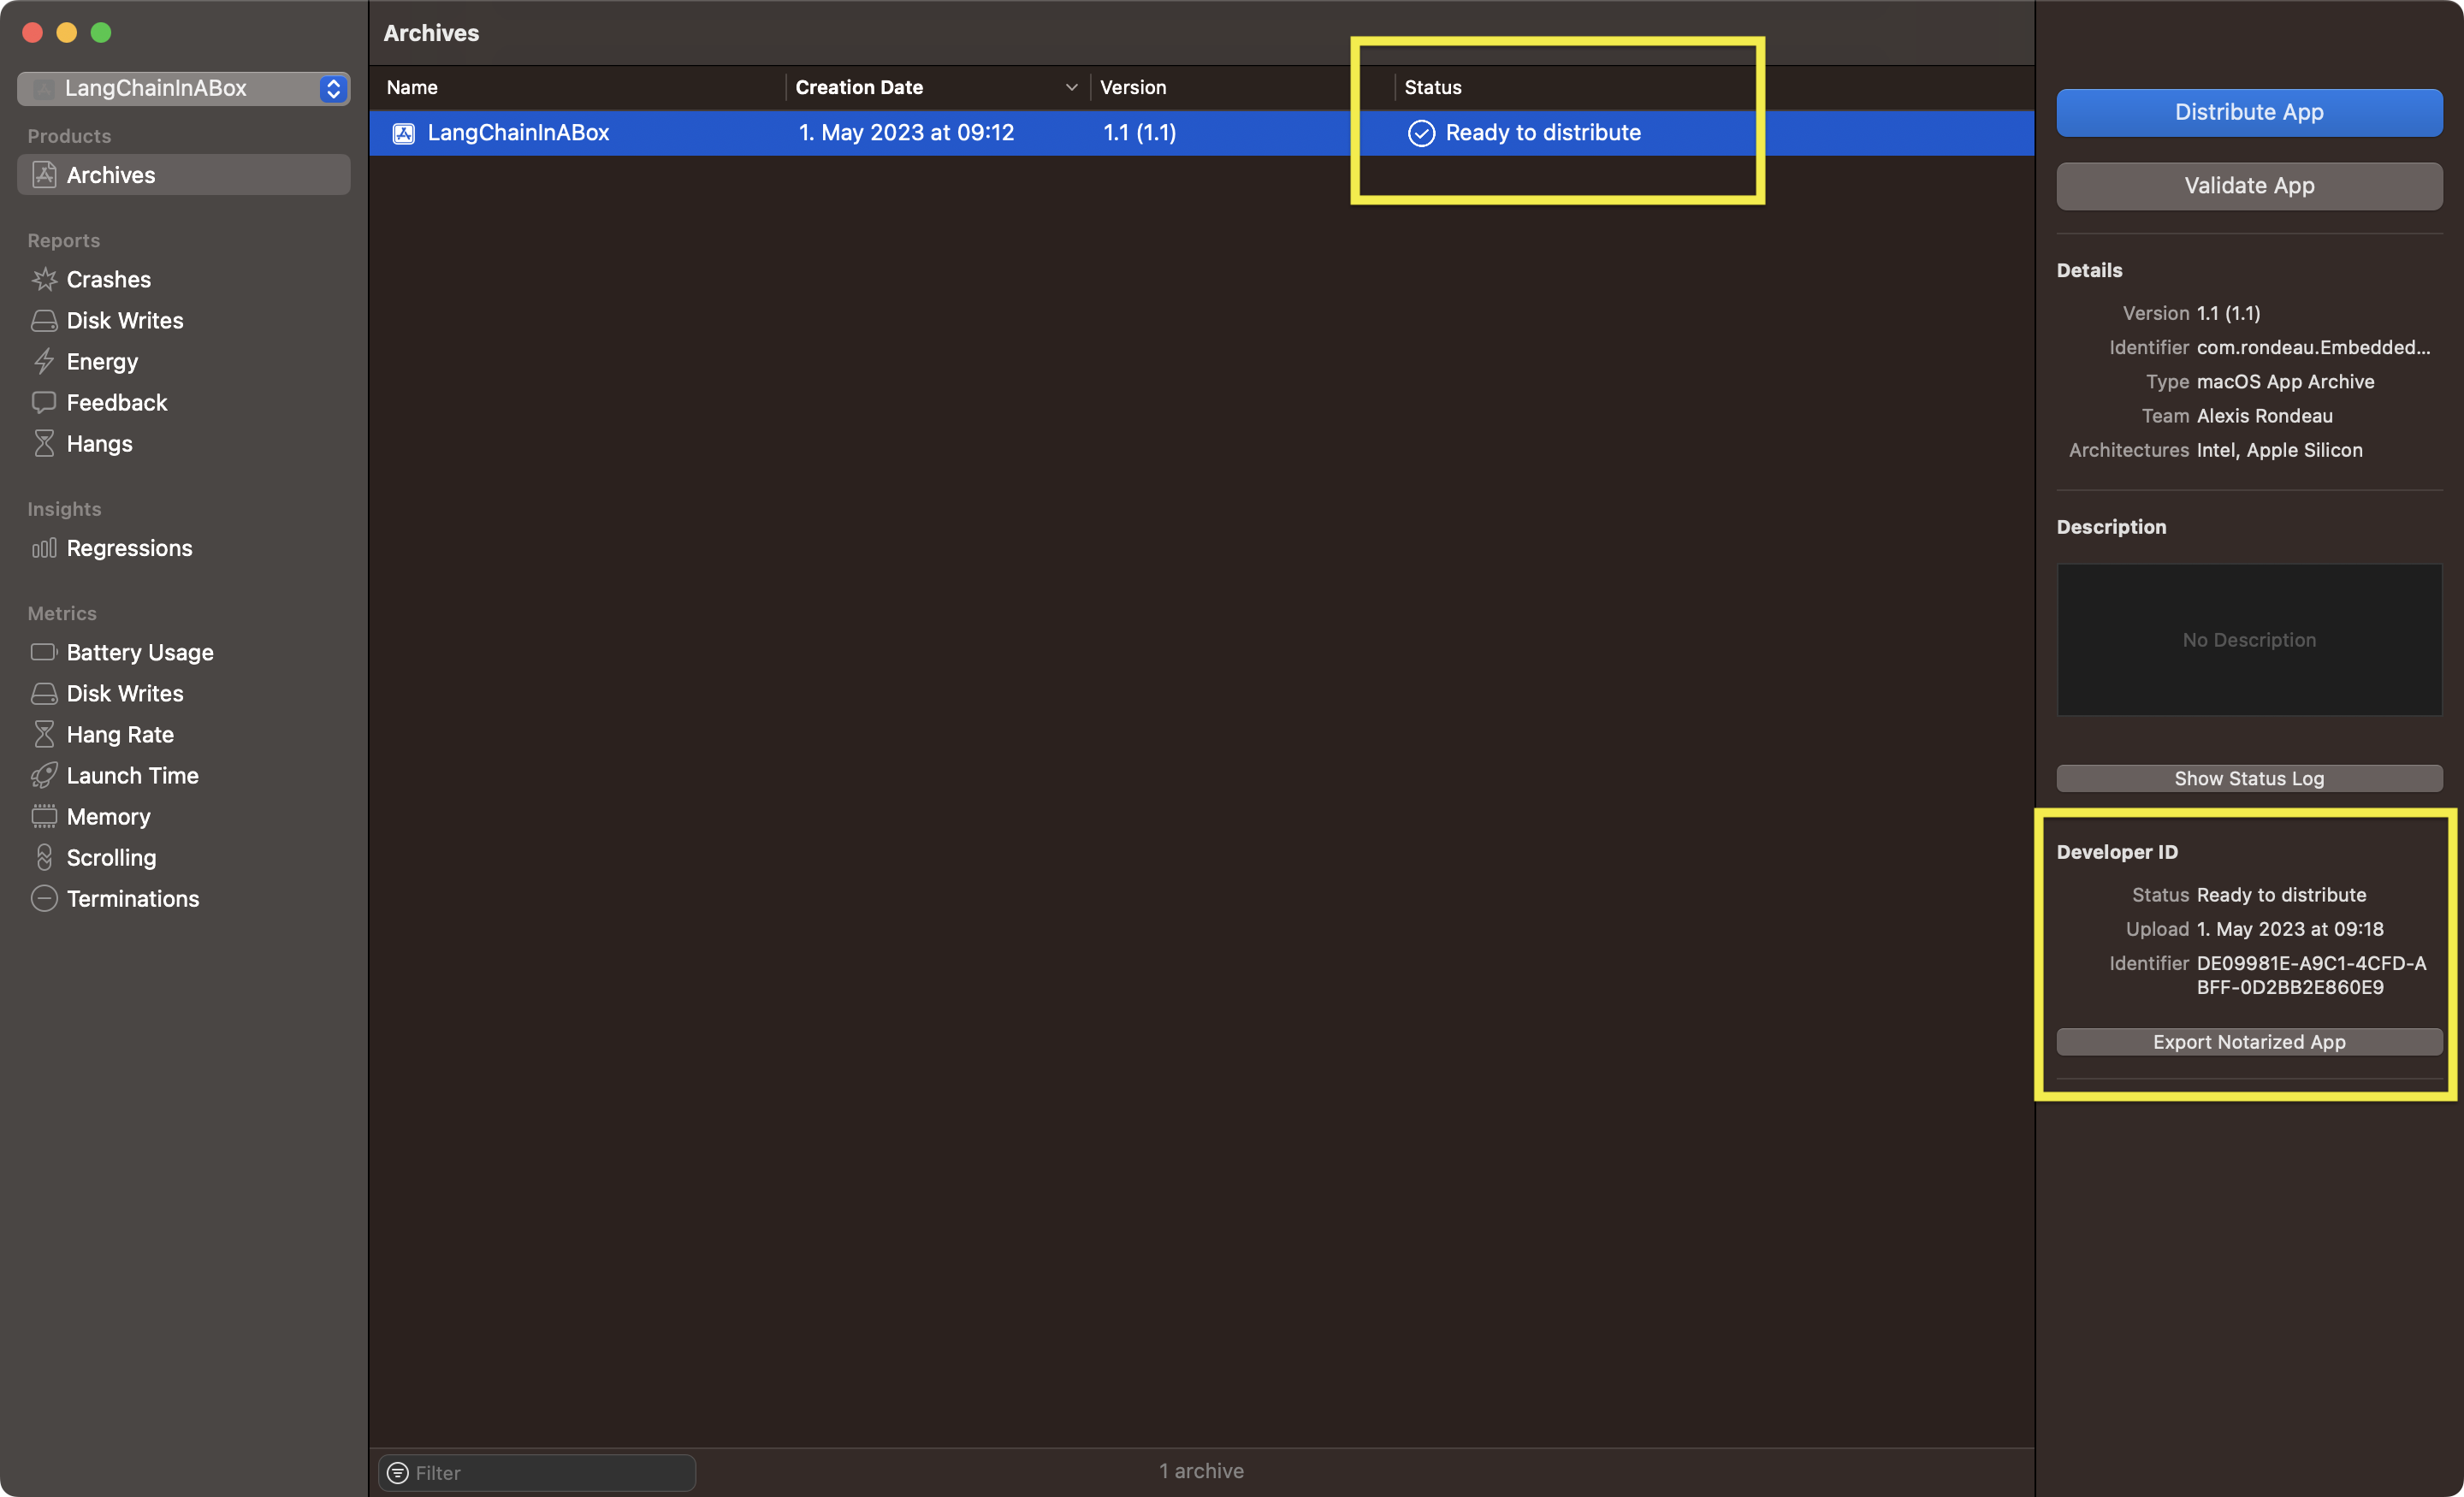 LangChainInABox
Products
Archives
Reports
Crashes
Disk Writes
Energy
Feedback
Hangs
Insights
Regressions
Metrics
Battery Usage
Disk Writes
Hang Rate
Launch Time
Memory
Scrolling
Terminations
Archives
Name Creation Date Version Status
LangChainInABox 1. May 2023 at 09:12 1.1 (1.1) Ready to distribute
Filter 1 archive
Distribute App
Validate App
Details
Version 1.1 (1.1)
Identifier com.rondeau.Embedded...
Type macOS App Archive
Team Alexis Rondeau
Architectures Intel, Apple Silicon
Description
No Description
Show Status Log
Developer ID
Status Ready to distribute
Upload 1. May 2023 at 09:18
Identifier DE09981E-A9C1-4CFD-A
BFF-0D2BB2E860E9
Export Notarized App